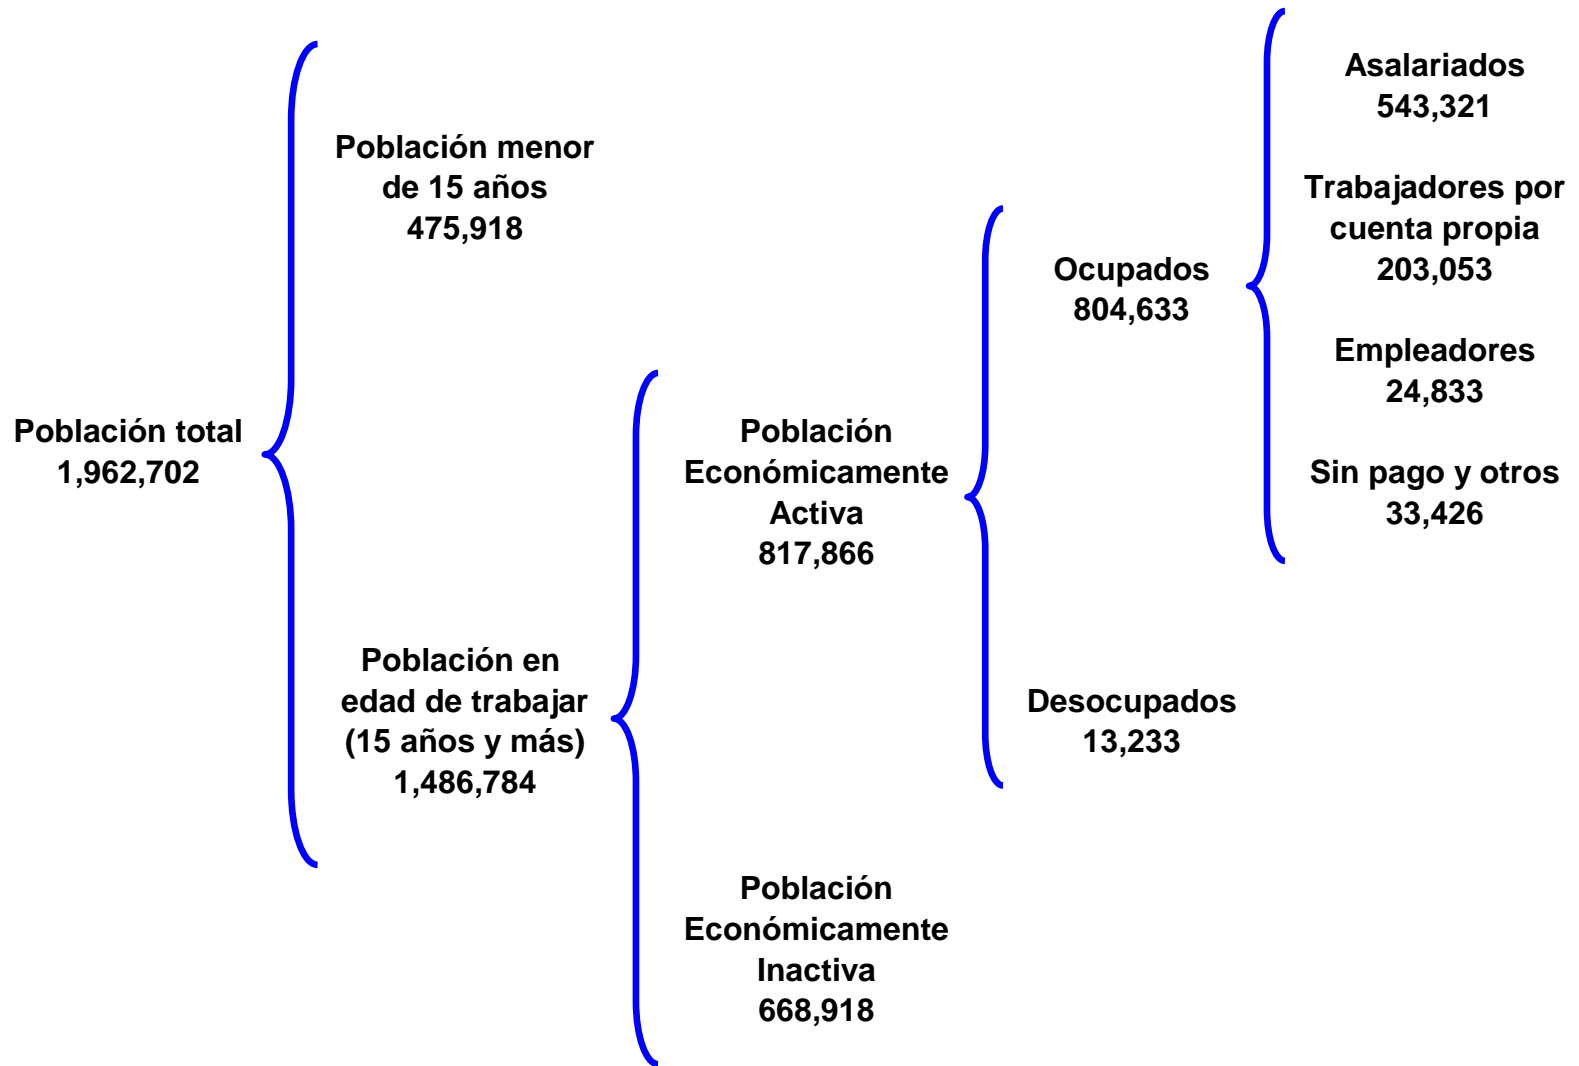 Población total
1,962,702
Población menor
de 15 años
475,918
Población en
edad de trabajar
(15 años y más)
1,486,784
Población
Económicamente
Activa
817,866
Población
Económicamente
Inactiva
668,918
Ocupados
804,633
Desocupados
13,233
Asalariados
543,321
Trabajadores por
cuenta propia
203,053
Empleadores
24,833
Sin pago y otros
33,426